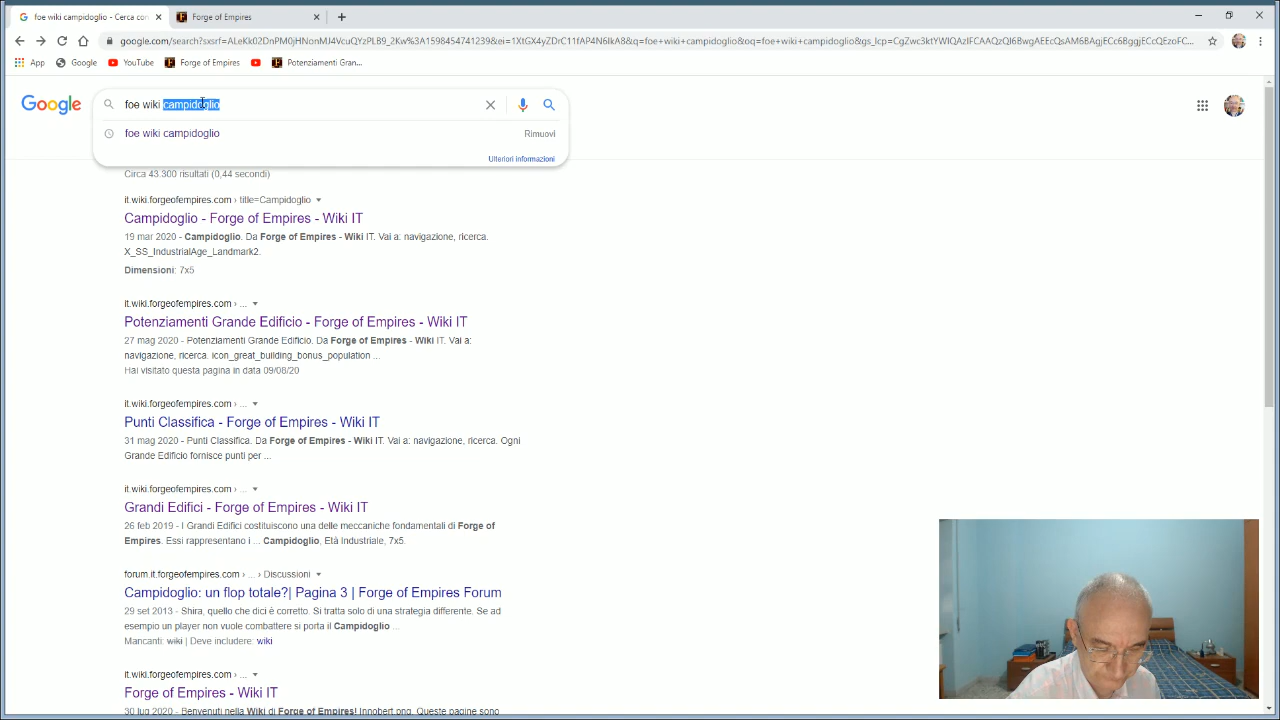 foe wiki campidoglio - Cerca con
Forge of Empires
google.com/search?sxsrf=ALeKk02DnPM0jHNonMJ4VcuQYzPLB9_2Kw%3A1598454741239&ei=1XtGX4yZDrC11fAP4N6IkA8&q=foe+wiki+campidoglio&oq=foe+wiki+campidoglio&gs_lcp=
App
Google
YouTube
Forge of Empires
Potenziamenti Gran...
Google
foe wiki campidoglio
foe wiki campidoglio
Rimuovi
Ulteriori informazioni
Circa 43.300 risultati (0,44 secondi)
it.wiki.forgeofempires.com › title=Campidoglio
Campidoglio - Forge of Empires - Wiki IT
19 mar 2020 - Campidoglio. Da Forge of Empires - Wiki IT. Vai a: navigazione, ricerca.
X_SS_IndustrialAge_Landmark2.
Dimensioni: 7x5
it.wiki.forgeofempires.com › ...
Potenziamenti Grande Edificio - Forge of Empires - Wiki IT
27 mag 2020 - Potenziamenti Grande Edificio. Da Forge of Empires - Wiki IT. Vai a:
navigazione, ricerca. icon_great_building_bonus_population ...
Hai visitato questa pagina in data 09/08/20
it.wiki.forgeofempires.com › ...
Punti Classifica - Forge of Empires - Wiki IT
31 mag 2020 - Punti Classifica. Da Forge of Empires - Wiki IT. Vai a: navigazione, ricerca. Ogni
Grande Edificio fornisce punti per ...
it.wiki.forgeofempires.com › ...
Grandi Edifici - Forge of Empires - Wiki IT
26 feb 2019 - I Grandi Edifici costituiscono una delle meccaniche fondamentali di Forge of
Empires. Essi rappresentano i ... Campidoglio, Età Industriale, 7x5.
forum.it.forgeofempires.com › ... › Discussioni
Campidoglio: un flop totale?| Pagina 3 | Forge of Empires Forum
29 set 2013 - Shira, quello che dici è corretto. Si tratta solo di una strategia differente. Se ad
esempio un player non vuole combattere si porta il Campidoglio ...
Mancanti: wiki | Deve includere: wiki
it.wiki.forgeofempires.com › ...
Forge of Empires - Wiki IT
30 lug 2020 - Benvenuti nella Wiki di Forge of Empires! Innobert.png. Queste pagine sono